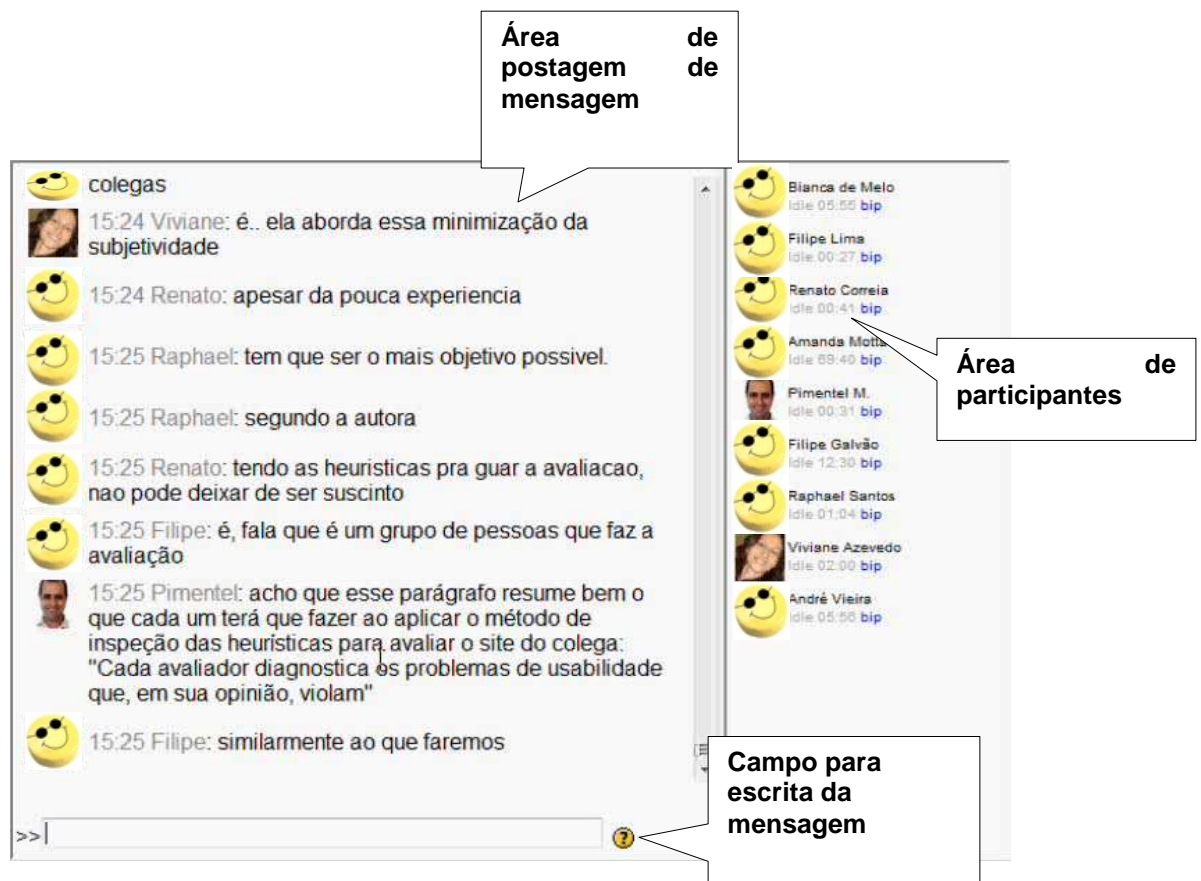 Área de
postagem de
mensagem
colegas
15:24 Viviane: é.. ela aborda essa minimização da
subjetividade
15:24 Renato: apesar da pouca experiencia
15:25 Raphael: tem que ser o mais objetivo possivel.
15:25 Raphael: segundo a autora
15:25 Renato: tendo as heuristicas pra guar a avaliacao,
nao pode deixar de ser suscinto
15:25 Filipe: é, fala que é um grupo de pessoas que faz a
avaliação
15:25 Pimentel: acho que esse parágrafo resume bem o
que cada um terá que fazer ao aplicar o método de
inspeção das heurísticas para avaliar o site do colega:
"Cada avaliador diagnostica os problemas de usabilidade
que, em sua opinião, violam"
15:25 Filipe: similarmente ao que faremos
>>
Bianca de Melo
Idle 05:55 bip
Filipe Lima
Idle 00:27 bip
Renato Correia
Idle 00:41 bip
Amanda Motta
Idle 69:40 bip
Pimentel M.
Idle 00:31 bip
Filipe Galvão
Idle 12:30 bip
Raphael Santos
Idle 01:04 bip
Viviane Azevedo
Idle 02:00 bip
André Vieira
Idle 05:56 bip
Área de
participantes
Campo para
escrita da
mensagem
?